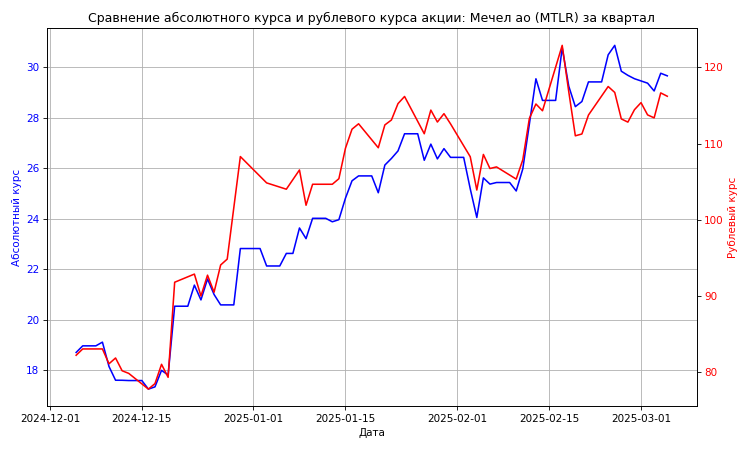 Сравнение абсолютного курса и рублевого курса акции: Мечел ао (MTLR) за квартал
Абсолютный курс
30
28
26
24
22
20
18
120
110
100
90
80
Рублевый курс
2024-12-01 2024-12-15 2025-01-01 2025-01-15 2025-02-01 2025-02-15 2025-03-01
Дата